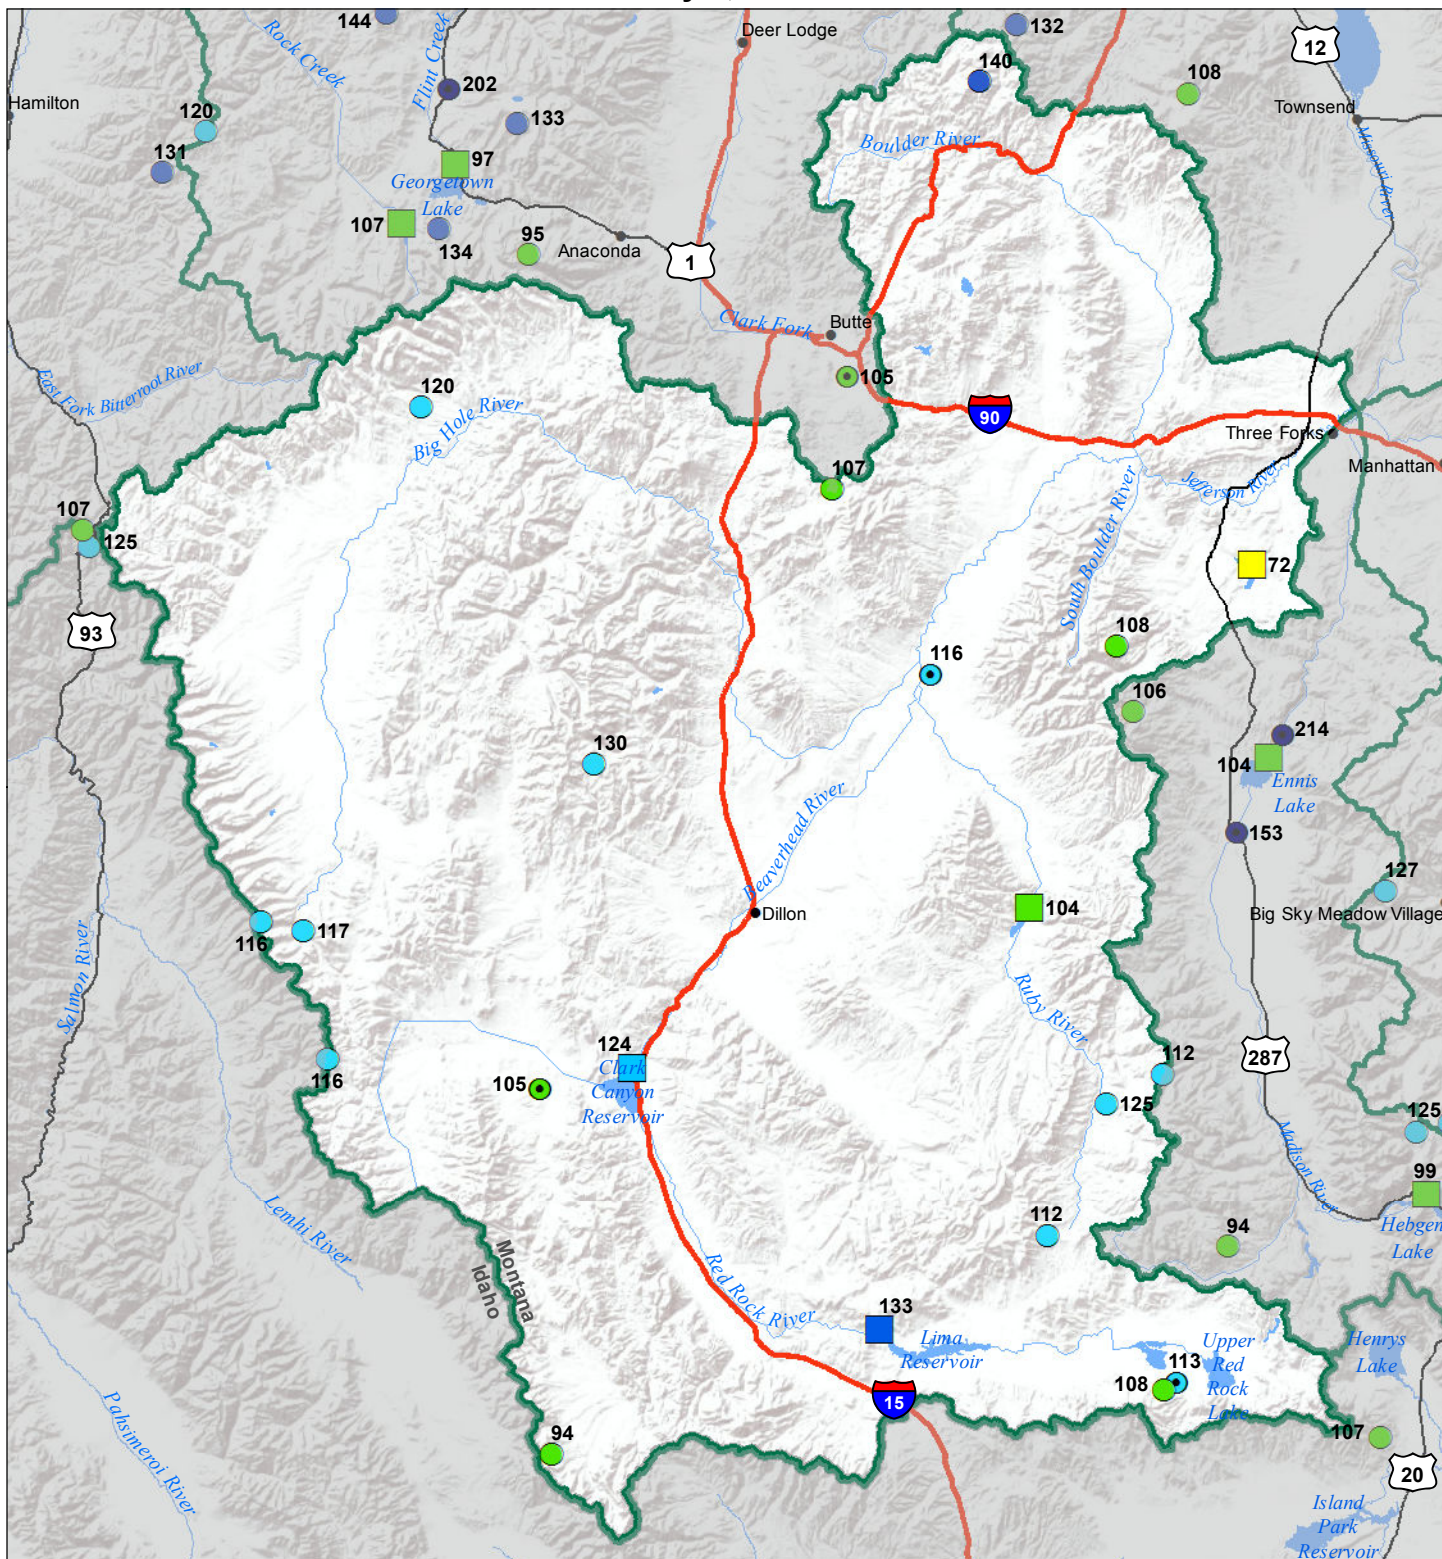 144
Rock Creek
Flint Creek
Deer Lodge
132
12
140
108
Hamilton
202
Townsend
120
133
Boulder River
Missouri River
131
97
Georgetown
Lake
107
134
95
Anaconda
1
Clark Fork
Butte
East Fork Bitterroot River
105
120
Big Hole River
90
Three Forks
Manhattan
107
Jefferson River
107
125
South Boulder River
72
93
108
116
106
214
130
104
Ennis
Lake
Beaverhead River
153
127
104
Dillon
Big Sky Meadow Village
116
117
Salmon River
Ruby River
124
Clark
Canyon
Reservoir
112
287
116
105
125
125
Madison River
99
Lemhi River
Hebgen
Lake
112
94
Montana
Idaho
Red Rock River
133
Lima
Reservoir
Upper
Red
Rock
Lake
Henrys
Lake
113
108
15
Pahsimeroi River
94
107
20
Island
Park
Reservoir